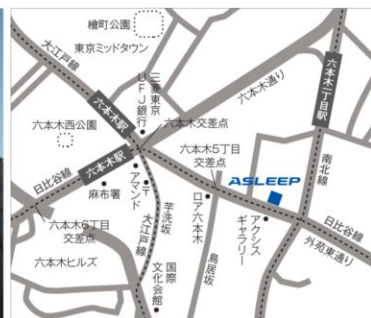 檜町公園
東京ミッドタウン
大江戸線
三菱東京
UFJ銀行
六本木通り
六本木一丁目駅
六本木駅
六本木西公園
六本木交差点
六本木5丁目
交差点
南北線
六本木駅
日比谷線
麻布署
アマンド
〒
芋洗坂
大江戸線
ロア六本木
ASLEEP
アクシス
ギャラリー
日比谷線
外苑東通り
六本木6丁目
交差点
六本木ヒルズ
国際
文化会館
鳥居坂